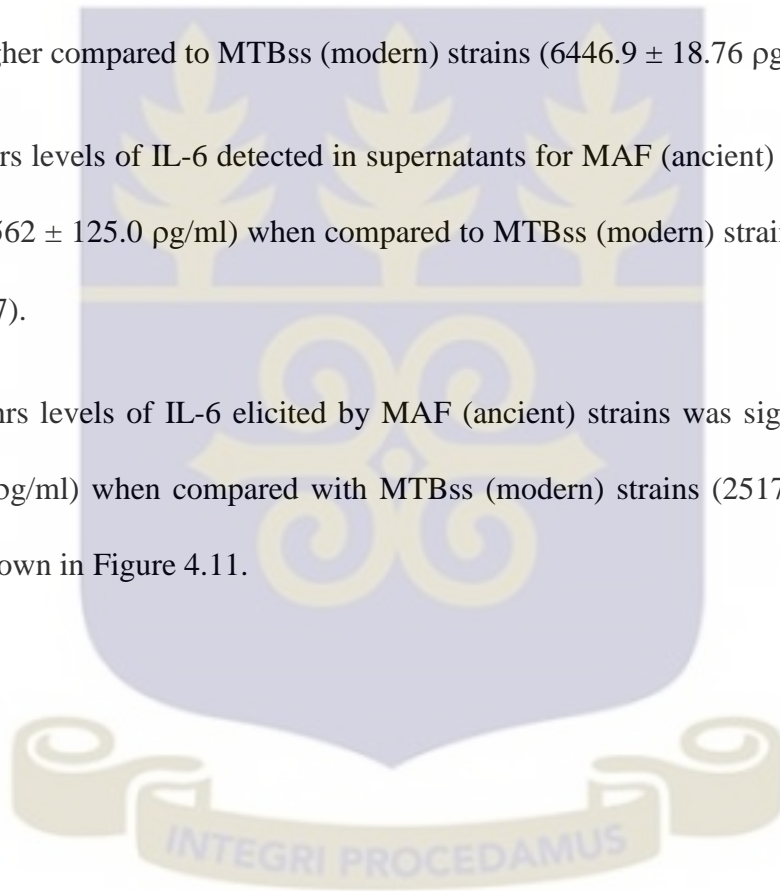 gher compared to MTBss (modern) strains (6446.9 ± 18.76 ρg
rs levels of IL-6 detected in supernatants for MAF (ancient)
562 ± 125.0 ρg/ml) when compared to MTBss (modern) strain
7).
hrs levels of IL-6 elicited by MAF (ancient) strains was sig
ρg/ml) when compared with MTBss (modern) strains (2517
own in Figure 4.11.
INTEGRI PROCEDAMUS